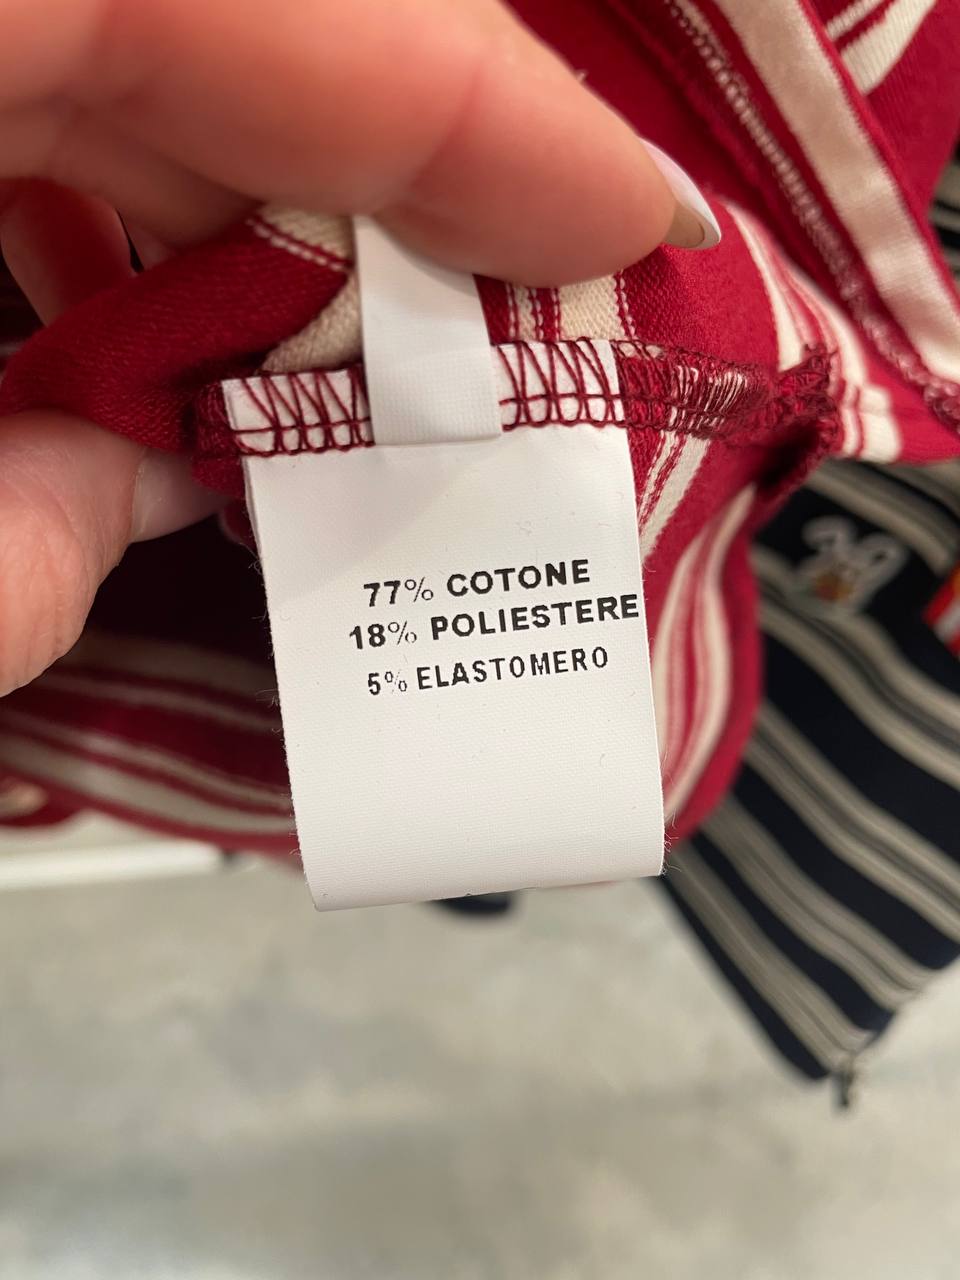 77% COTONE
18% POLIESTERE
5% ELASTOMERO